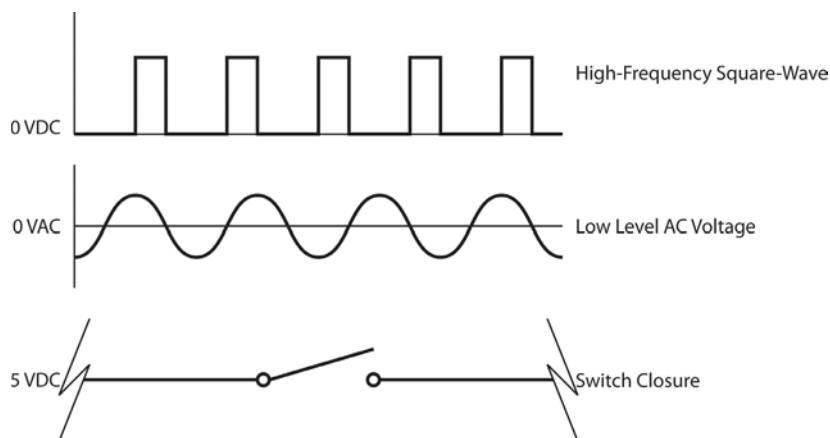 High-Frequency Square-Wave
0 VDC
0 VAC
Low Level AC Voltage
5 VDC
Switch Closure